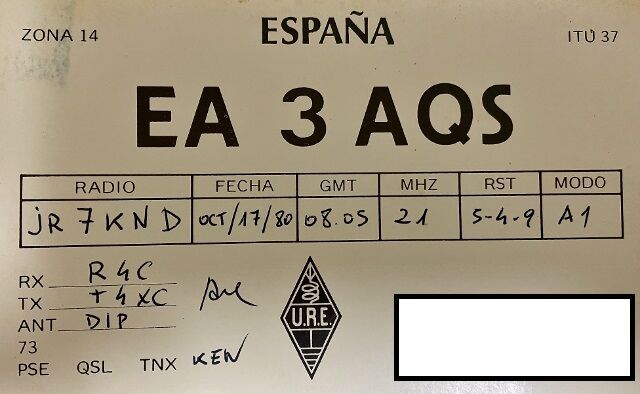 ZONA 14 ESPAÑA ITU 37
EA 3 AQS
RADIO FECHA GMT MHZ RST MODO
JR7KND OCT/17/80 08.05 21 5-4-9 A1
RX R4C
TX T4XC
ANT DIP
U.R.E.
73
PSE QSL TNX KEN